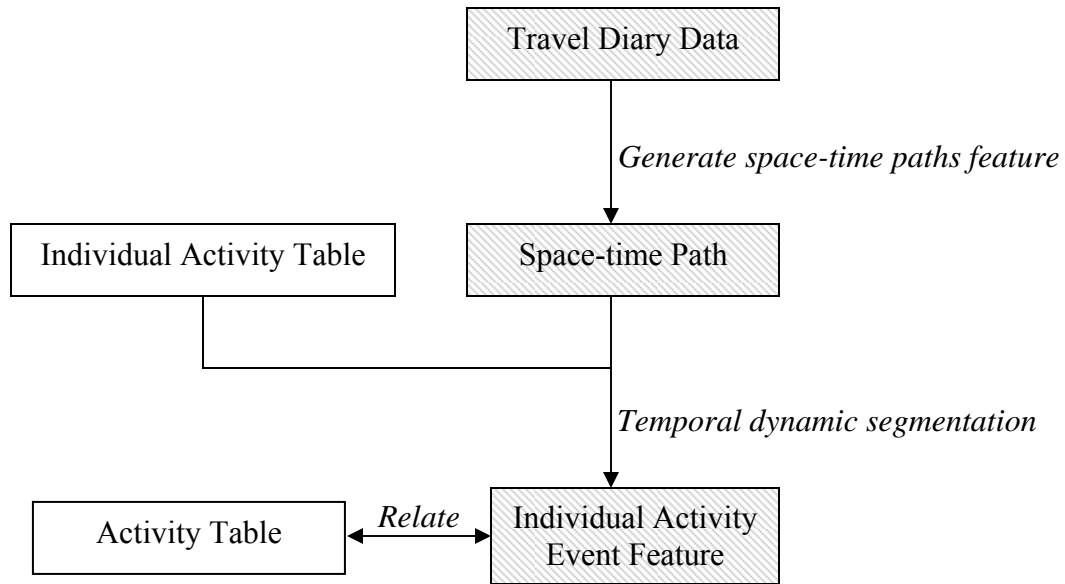 Travel Diary Data
Generate space-time paths feature
Individual Activity Table
Space-time Path
Temporal dynamic segmentation
Activity Table
Relate
Individual Activity
Event Feature